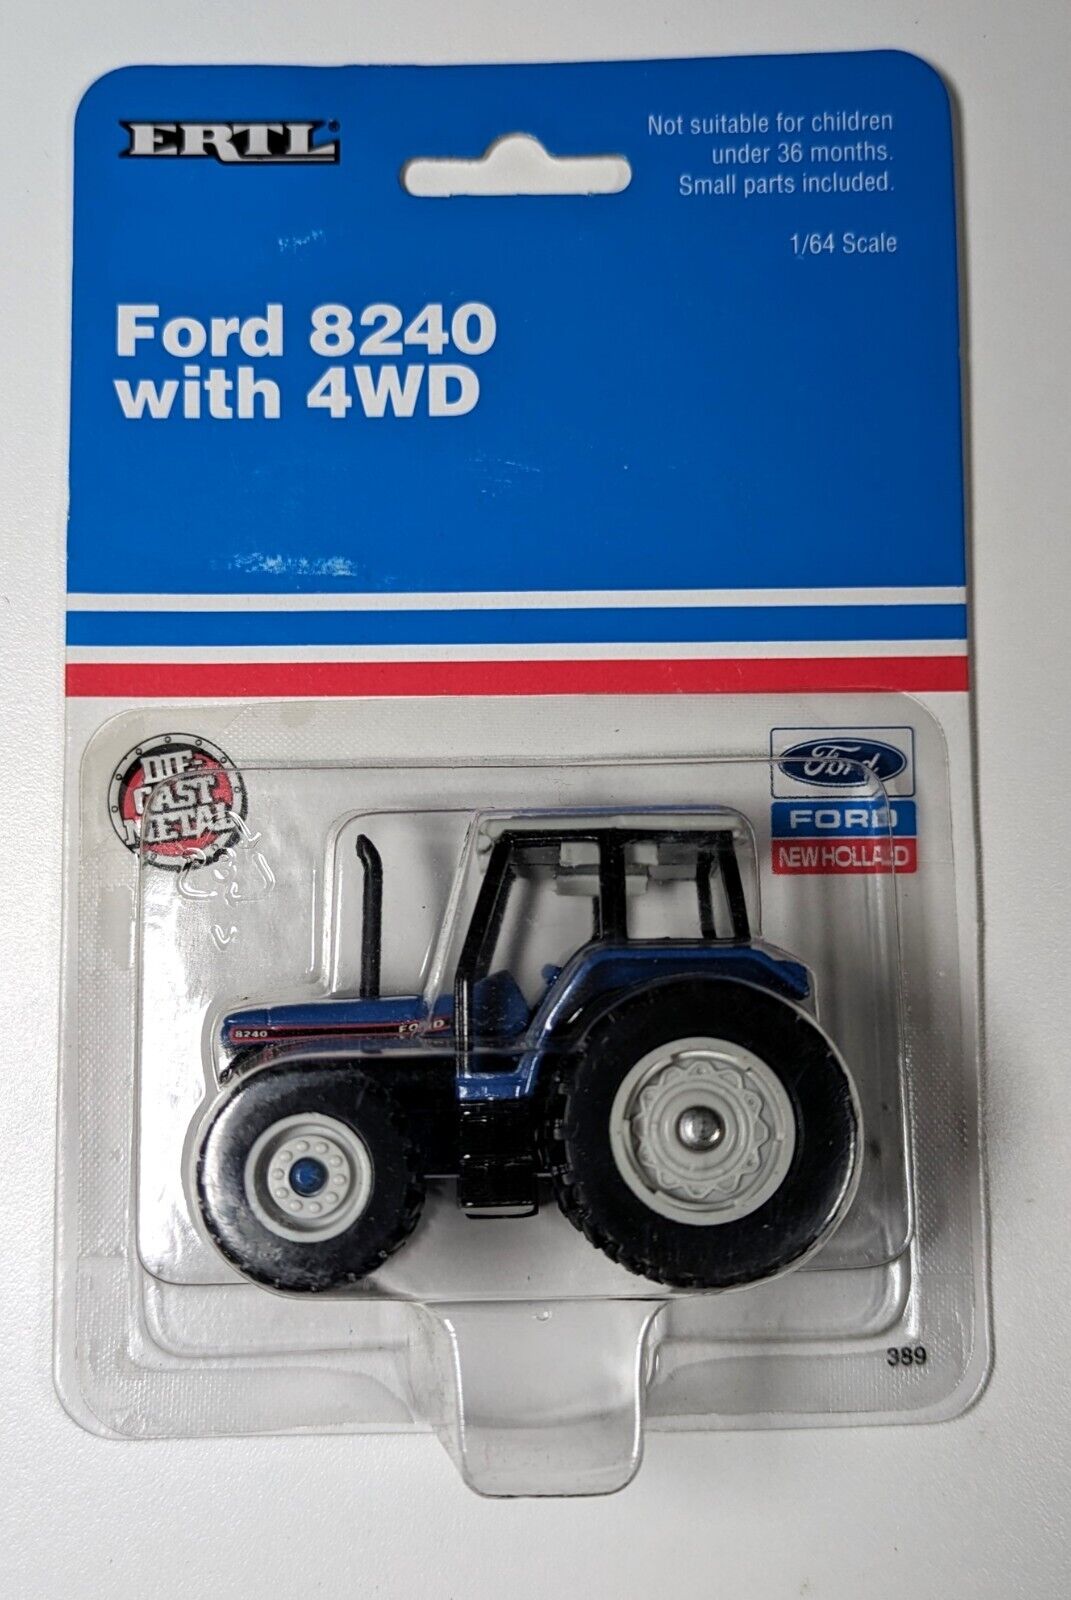 ERTL®
Not suitable for children
under 36 months.
Small parts included.
1/64 Scale
Ford 8240
with 4WD
DIE-
CAST
METAL
Ford
FORD
NEW HOLLAND
8240 FORD
389